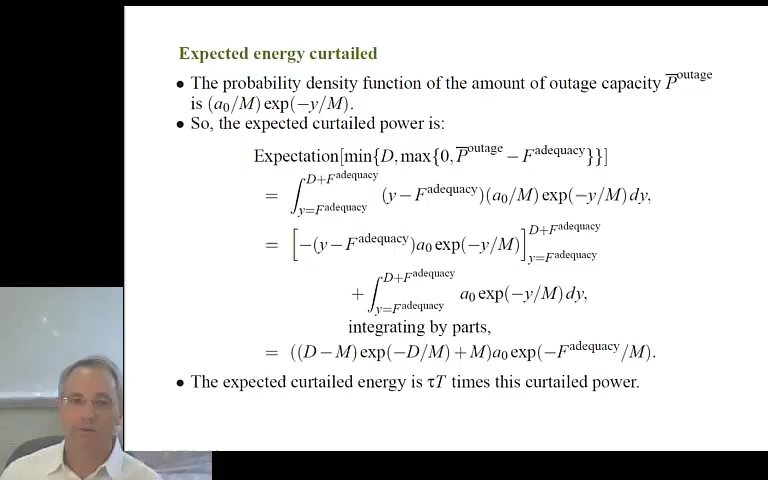 Expected energy curtailed
• The probability density function of the amount of outage capacity P̅^outage
is (a₀/M) exp(−y/M).
• So, the expected curtailed power is:
Expectation[min{D, max{0, P̅^outage − F^adequacy}}]
= ∫_{y=F^adequacy}^{D+F^adequacy} (y − F^adequacy)(a₀/M) exp(−y/M) dy,
= [−(y − F^adequacy)a₀ exp(−y/M)]_{y=F^adequacy}^{D+F^adequacy}
+ ∫_{y=F^adequacy}^{D+F^adequacy} a₀ exp(−y/M) dy,
integrating by parts,
= ((D − M) exp(−D/M) + M)a₀ exp(−F^adequacy/M).
• The expected curtailed energy is τT times this curtailed power.